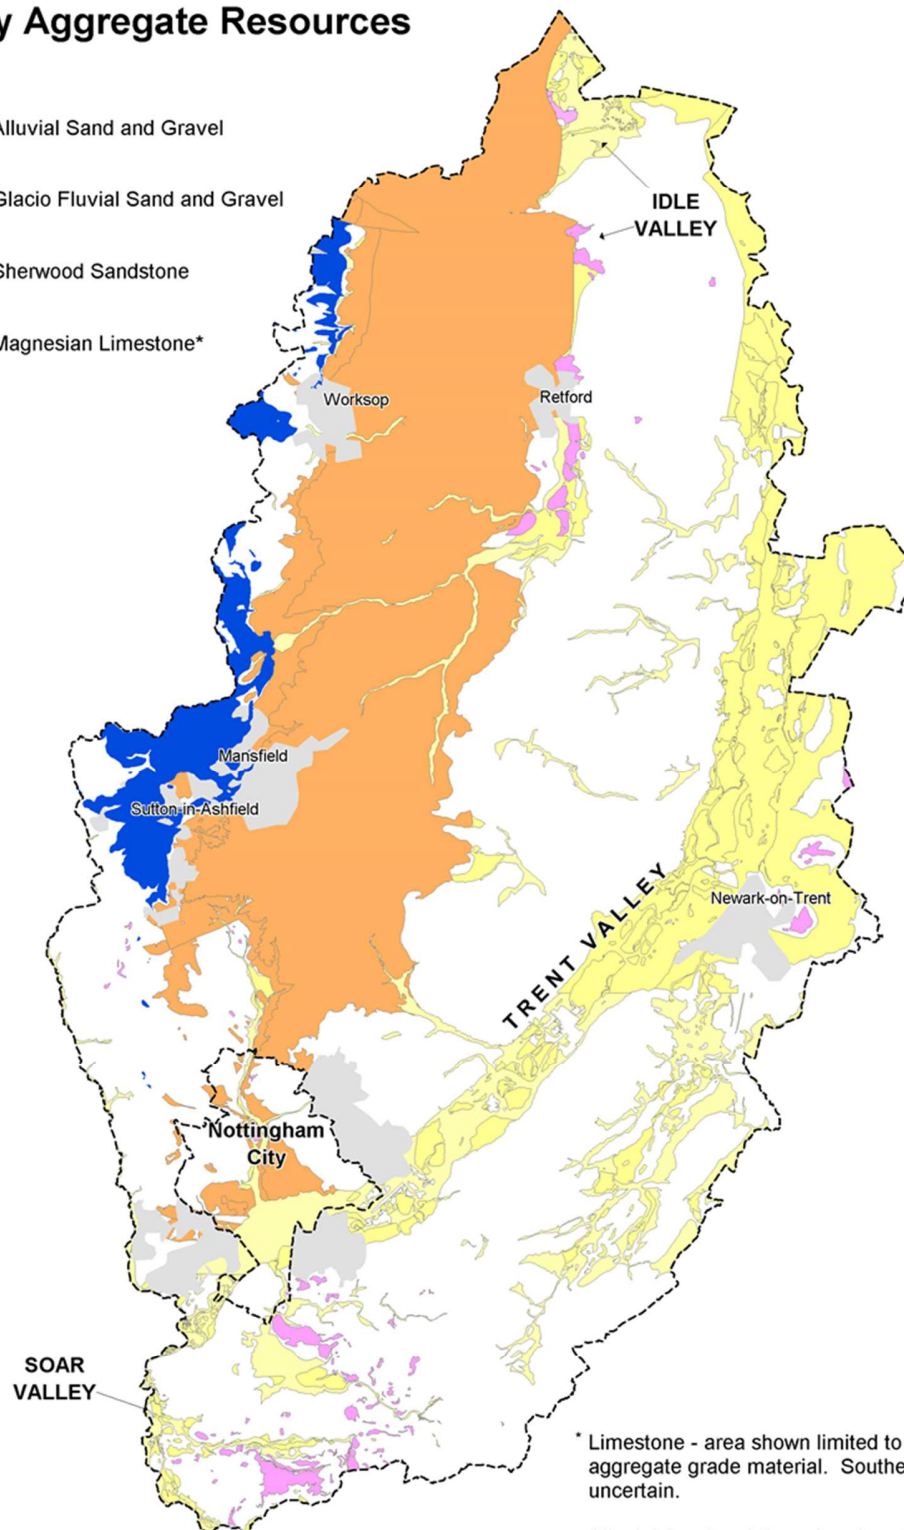 y Aggregate Resources
Alluvial Sand and Gravel
Glacio Fluvial Sand and Gravel
Sherwood Sandstone
Magnesian Limestone*
IDLE
VALLEY
Worksop
Retford
Mansfield
Sutton-in-Ashfield
TRENT VALLEY
Newark-on-Trent
Nottingham
City
SOAR
VALLEY
* Limestone - area shown limited to
aggregate grade material. Southe
uncertain.